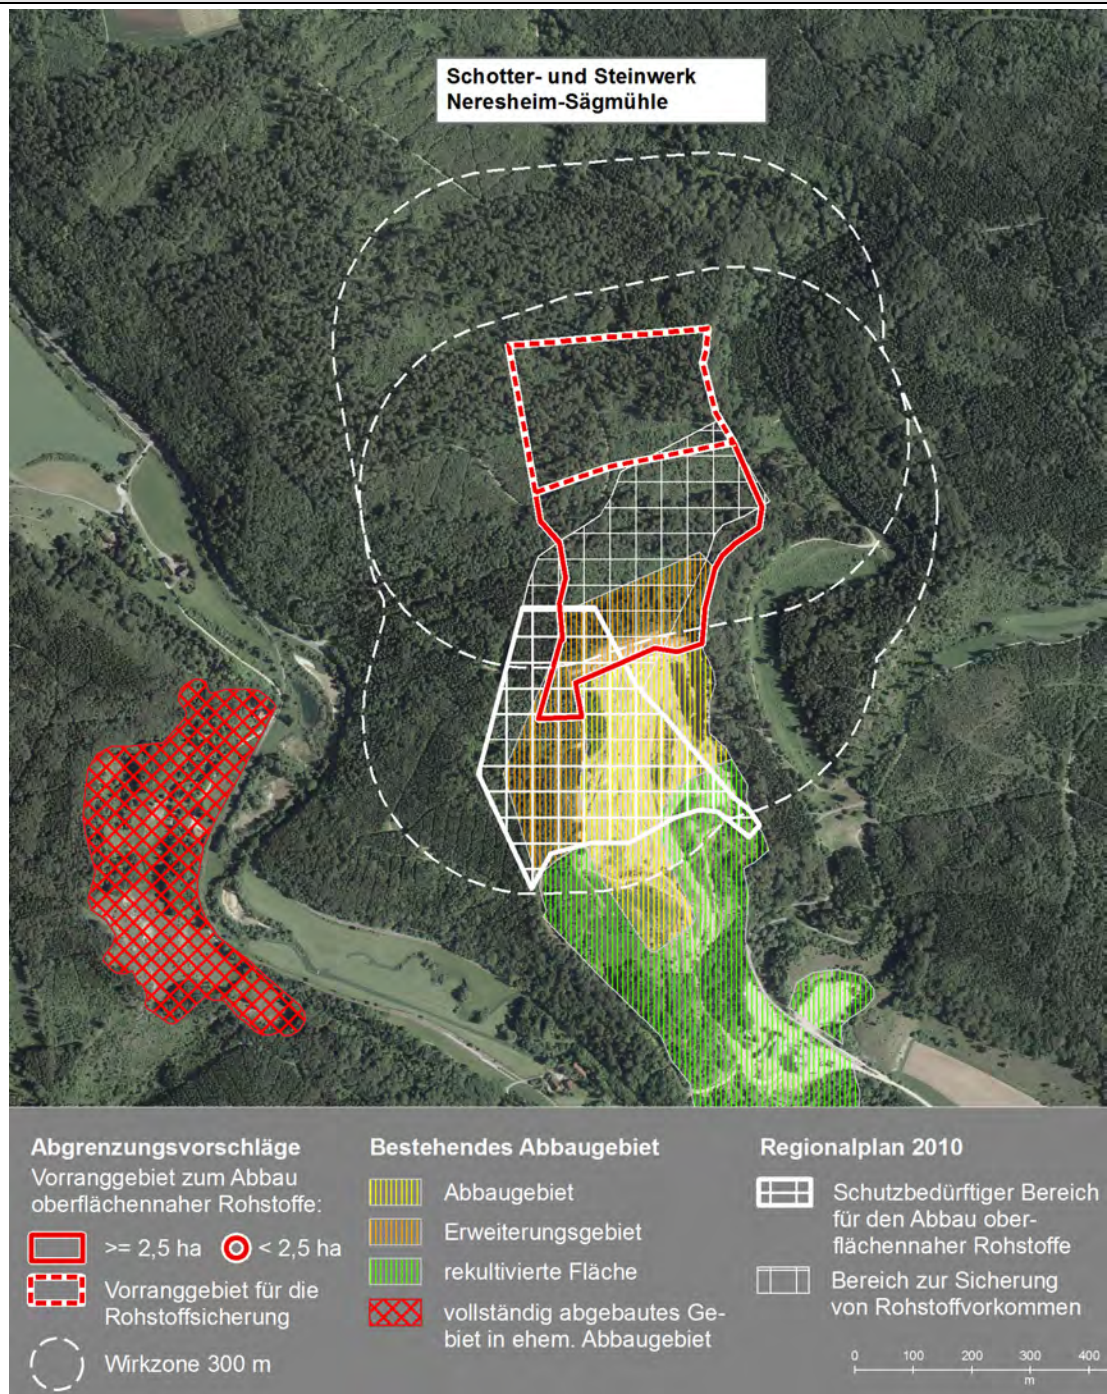 Schotter- und Steinwerk
Neresheim-Sägmühle
Abgrenzungsvorschläge
Vorranggebiet zum Abbau
oberflächennaher Rohstoffe:
>= 2,5 ha
< 2,5 ha
Vorranggebiet für die
Rohstoffsicherung
Wirkzone 300 m
Bestehendes Abbaugebiet
Abbaugebiet
Erweiterungsgebiet
rekultivierte Fläche
vollständig abgebautes Ge-
biet in ehem. Abbaugebiet
Regionalplan 2010
Schutzbedürftiger Bereich
für den Abbau ober-
flächennaher Rohstoffe
Bereich zur Sicherung
von Rohstoffvorkommen
0 100 200 300 400
m